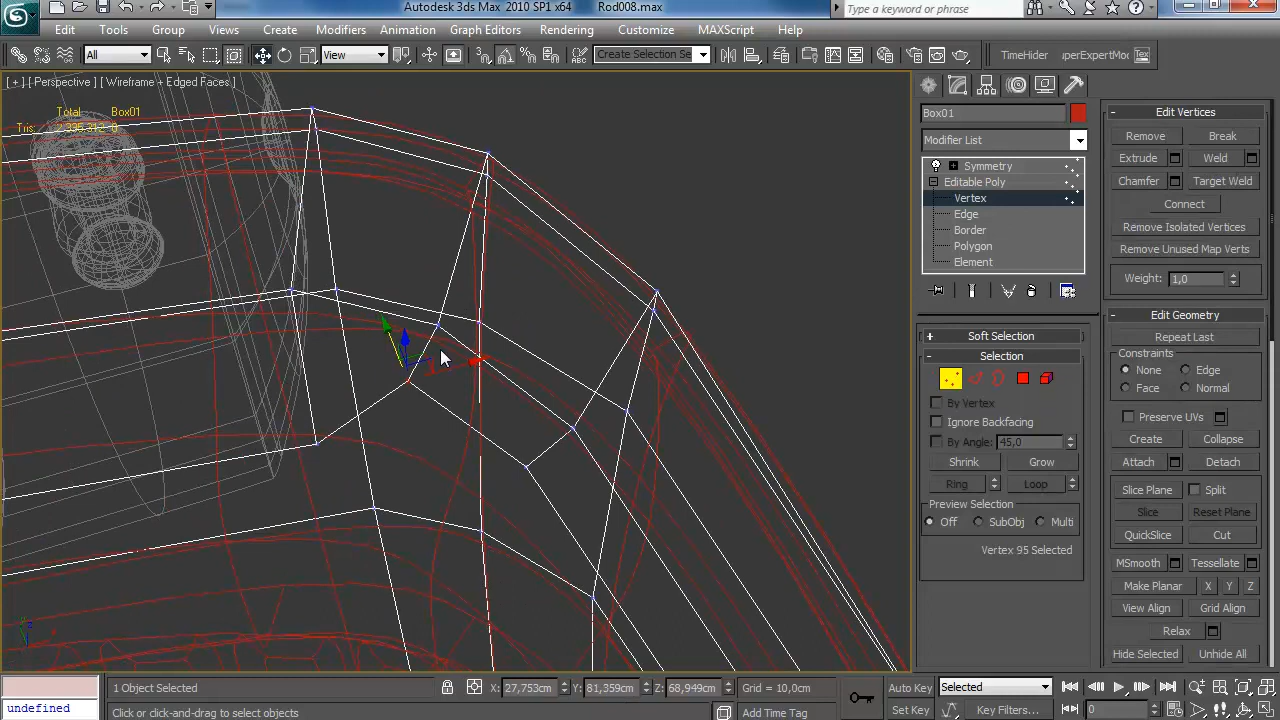 Autodesk 3ds Max 2010 SP1 x64 Rod008.max
Type a keyword or phrase
Edit Tools Group Views Create Modifiers Animation Graph Editors Rendering Customize MAXScript Help
All View Create Selection Se TimeHider perExpertMod Tex
[ + ] [ Perspective ] [ Wireframe + Edged Faces ]
Total Box01
Tris:
Box01
Modifier List
Symmetry
Editable Poly
Vertex
Edge
Border
Polygon
Element
+ Soft Selection
- Selection
By Vertex
Ignore Backfacing
By Angle: 45,0
Shrink Grow
Ring Loop
Preview Selection
Off SubObj Multi
Vertex 95 Selected
- Edit Vertices
Remove Break
Extrude Weld
Chamfer Target Weld
Connect
Remove Isolated Vertices
Remove Unused Map Verts
Weight: 1,0
- Edit Geometry
Repeat Last
Constraints
None Edge
Face Normal
Preserve UVs
Create Collapse
Attach Detach
Slice Plane Split
Slice Reset Plane
QuickSlice Cut
MSmooth Tessellate
Make Planar X Y Z
View Align Grid Align
Relax
Hide Selected Unhide All
1 Object Selected X: 27,753cm Y: 81,359cm Z: 68,949cm Grid = 10,0cm Auto Key Selected
undefined Click or click-and-drag to select objects Add Time Tag Set Key Key Filters... 0